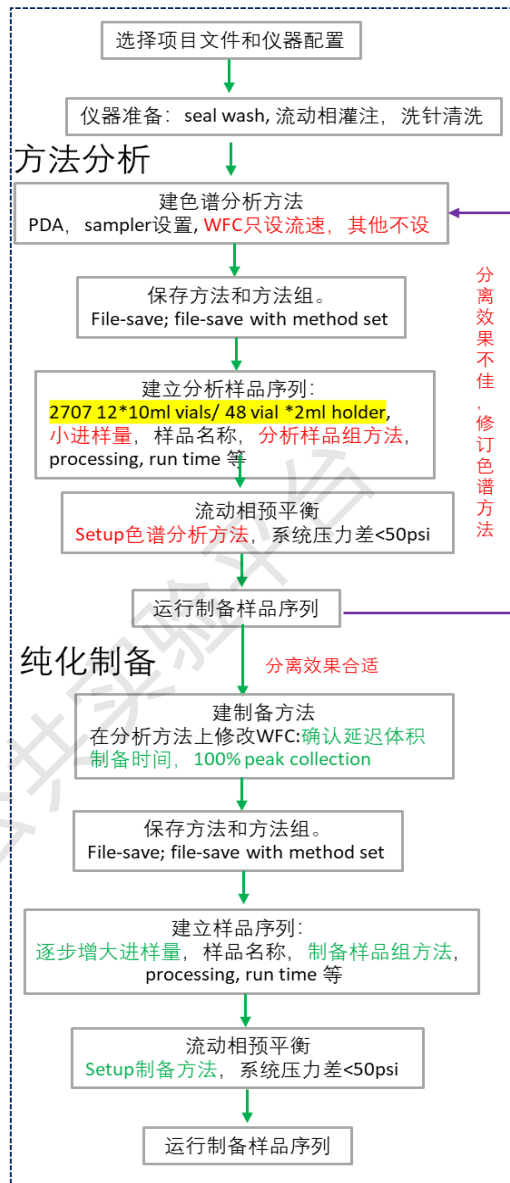 选择项目文件和仪器配置
仪器准备：seal wash, 流动相灌注，洗针清洗
方法分析
建色谱分析方法
PDA，sampler设置, WFC只设流速，其他不设
保存方法和方法组。
File-save; file-save with method set
分离效果不佳，修订色谱方法
建立分析样品序列：
2707 12*10ml vials/ 48 vial *2ml holder,
小进样量，样品名称，分析样品组方法，
processing, run time 等
流动相预平衡
Setup色谱分析方法，系统压力差<50psi
运行制备样品序列
纯化制备
分离效果合适
建制备方法
在分析方法上修改WFC:确认延迟体积
制备时间，100% peak collection
保存方法和方法组。
File-save; file-save with method set
建立样品序列：
逐步增大进样量，样品名称，制备样品组方法，
processing, run time 等
流动相预平衡
Setup制备方法，系统压力差<50psi
运行制备样品序列
公共实验平台